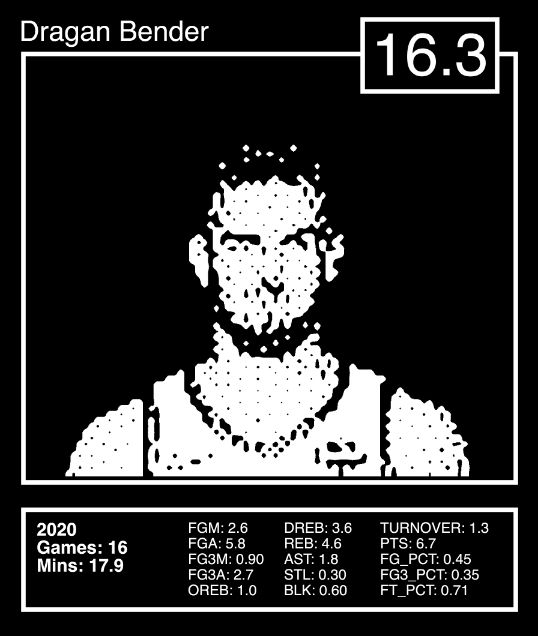 Dragan Bender
16.3
2020
Games: 16
Mins: 17.9
FGM: 2.6
FGA: 5.8
FG3M: 0.90
FG3A: 2.7
OREB: 1.0
DREB: 3.6
REB: 4.6
AST: 1.8
STL: 0.30
BLK: 0.60
TURNOVER: 1.3
PTS: 6.7
FG_PCT: 0.45
FG3_PCT: 0.35
FT_PCT: 0.71